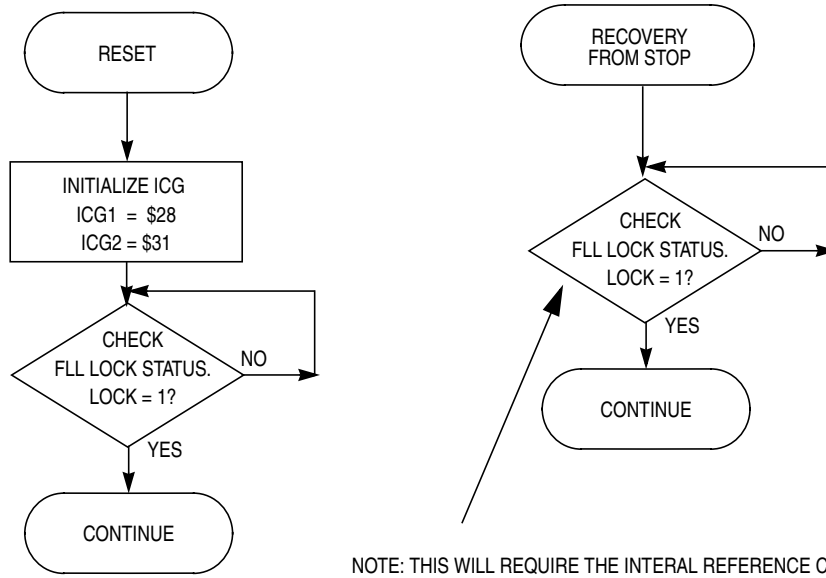 RESET
INITIALIZE ICG
ICG1 = $28
ICG2 = $31
CHECK
FLL LOCK STATUS.
LOCK = 1?
NO
YES
CONTINUE
RECOVERY
FROM STOP
CHECK
FLL LOCK STATUS.
LOCK = 1?
NO
YES
CONTINUE
NOTE: THIS WILL REQUIRE THE INTERAL REFERENCE